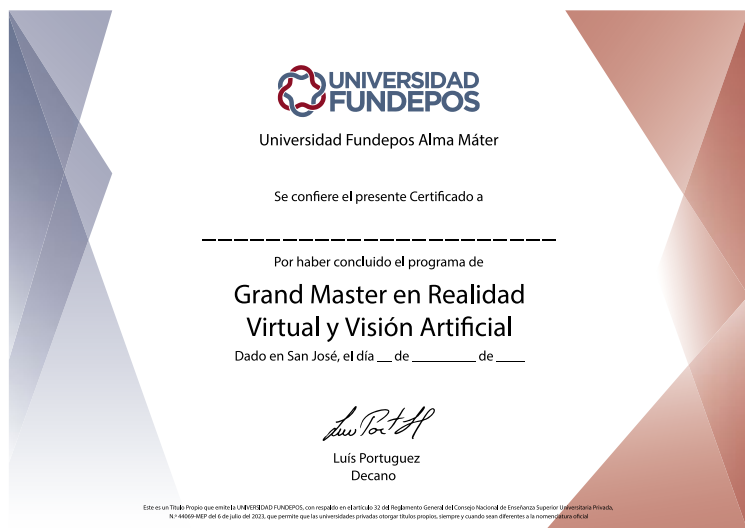 UNIVERSIDAD
FUNDEPOS
Universidad Fundepos Alma Máter
Se confiere el presente Certificado a
Por haber concluido el programa de
Grand Master en Realidad
Virtual y Visión Artificial
Dado en San José, el día __ de ________ de ____
Luís Portuguez
Decano
Este es un Título Propio que emite la UNIVERSIDAD FUNDEPOS, con respaldo en el artículo 32 del Reglamento General del Consejo Nacional de Enseñanza Superior Universitaria Privada,
N.º 44069-MEP del 6 de julio del 2023, que permite que las universidades privadas otorgar títulos propios, siempre y cuando sean diferentes a la nomenclatura oficial